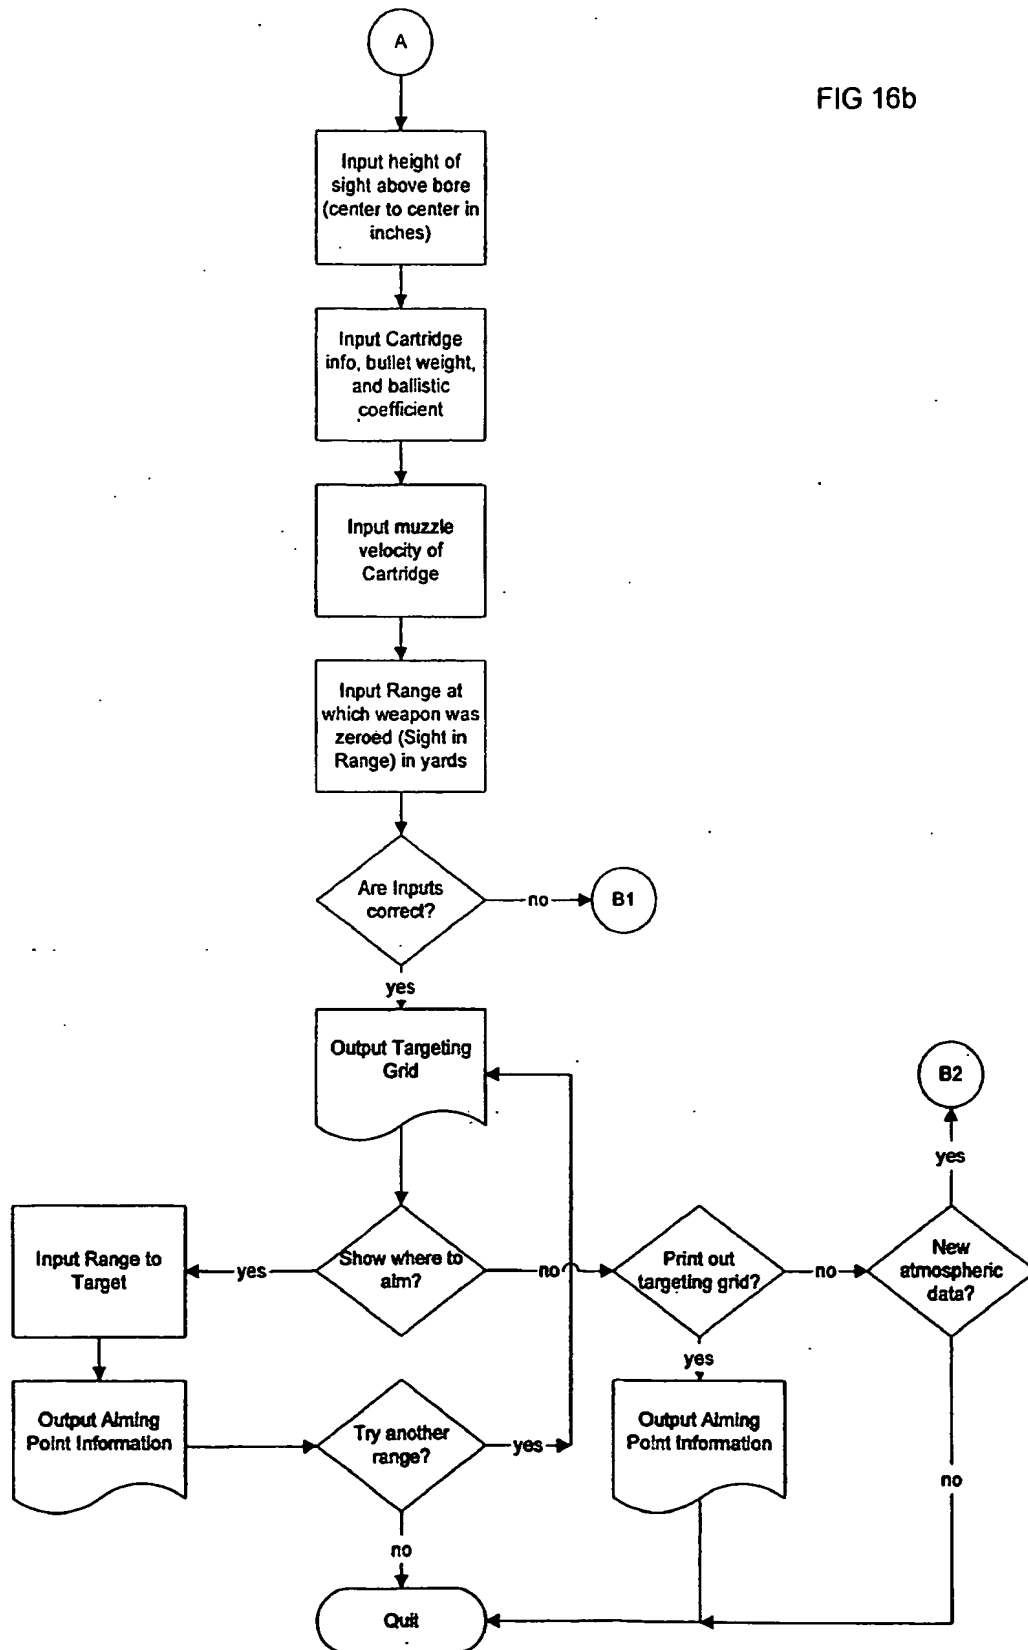 A
FIG 16b
Input height of
sight above bore
(center to center in
inches)
Input Cartridge
info, bullet weight,
and ballistic
coefficient
Input muzzle
velocity of
Cartridge
Input Range at
which weapon was
zeroed (Sight in
Range) in yards
Are Inputs
correct?
no
B1
yes
Output Targeting
Grid
B2
yes
Input Range to
Target
yes
Show where to
aim?
no
Print out
targeting grid?
no
New
atmospheric
data?
yes
Output Aiming
Point Information
Try another
range?
yes
Output Aiming
Point Information
no
no
Quit